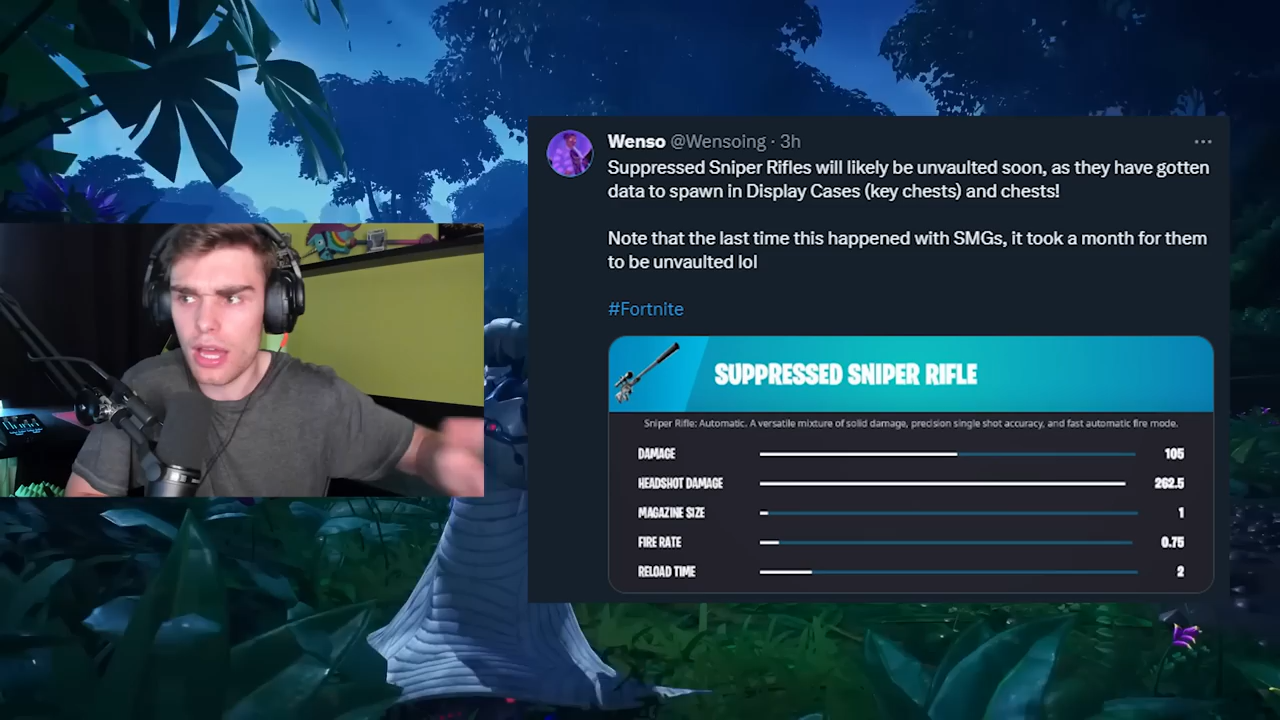 Wenso @Wensoing · 3h
Suppressed Sniper Rifles will likely be unvaulted soon, as they have gotten
data to spawn in Display Cases (key chests) and chests!
Note that the last time this happened with SMGs, it took a month for them
to be unvaulted lol
#Fortnite
SUPPRESSED SNIPER RIFLE
Sniper Rifle: Automatic. A versatile mixture of solid damage, precision single shot accuracy, and fast automatic fire mode.
DAMAGE 105
HEADSHOT DAMAGE 262.5
MAGAZINE SIZE 1
FIRE RATE 0.75
RELOAD TIME 2